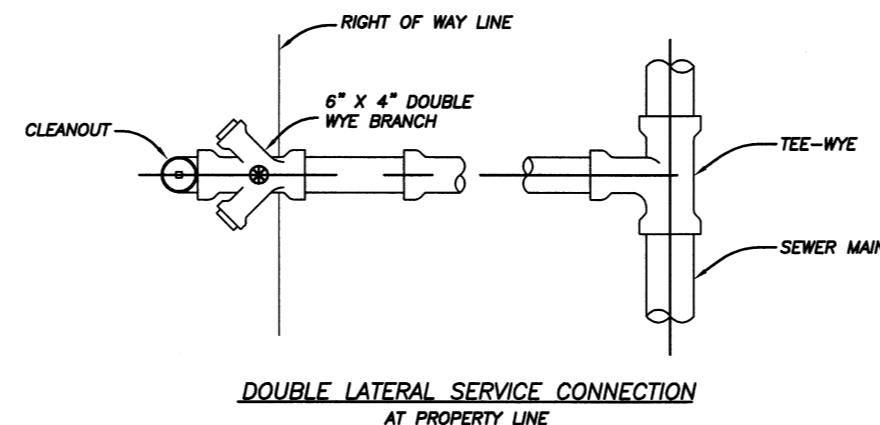 RIGHT OF WAY LINE
6" X 4" DOUBLE
WYE BRANCH
CLEANOUT
TEE-WYE
SEWER MAIN
DOUBLE LATERAL SERVICE CONNECTION
AT PROPERTY LINE